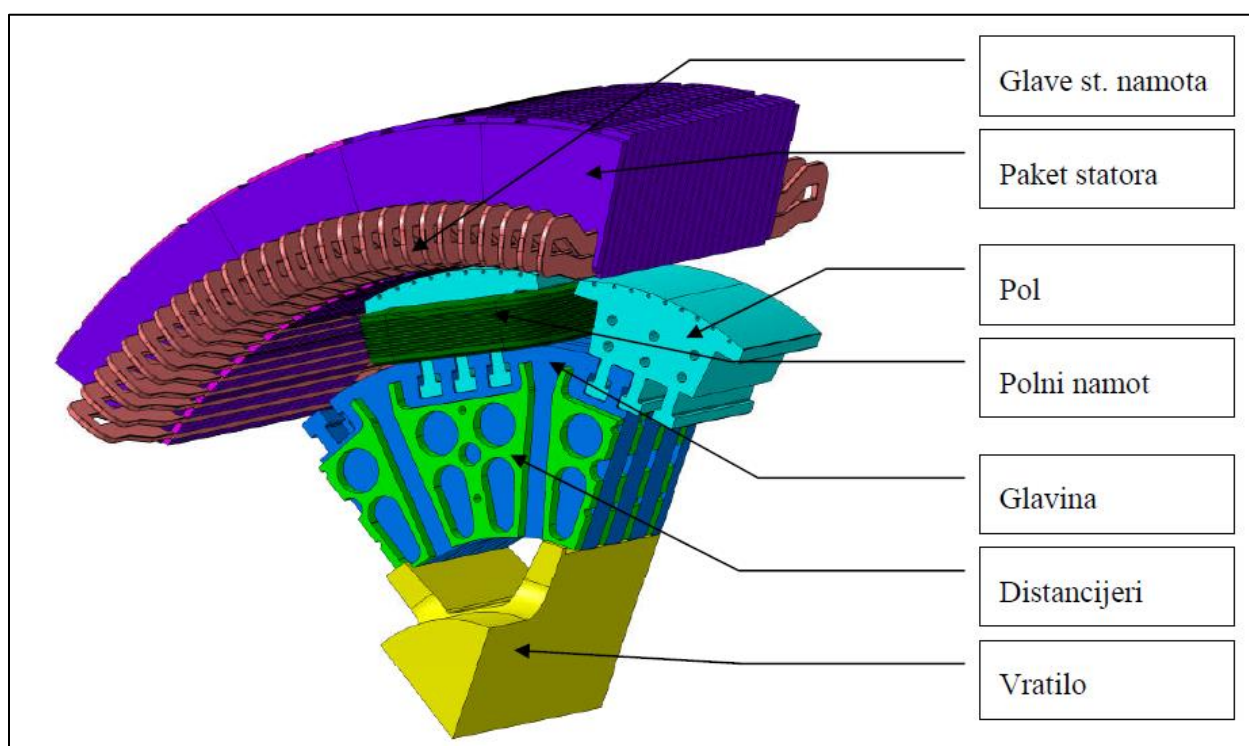 Glave st. namota
Paket statora
Pol
Polni namot
Glavina
Distancijeri
Vratilo